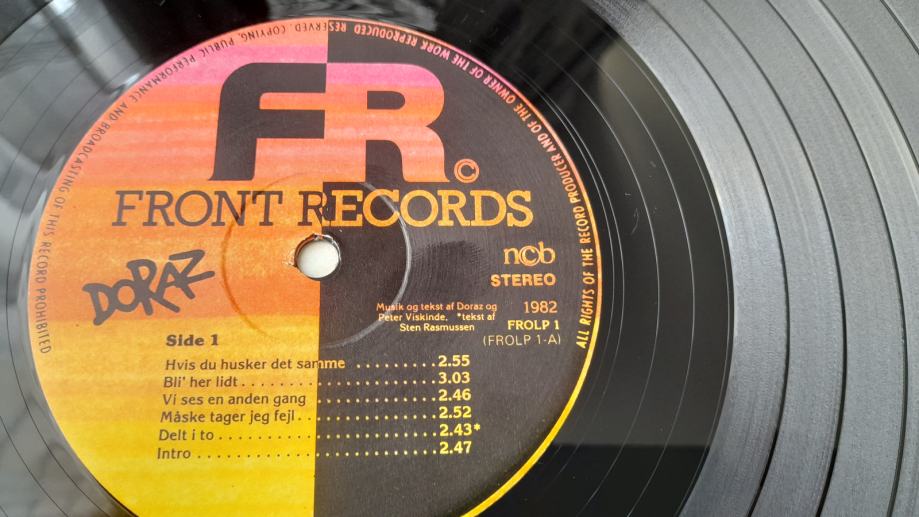 FR ©
FRONT RECORDS
DORAZ
ncb
STEREO
Musik og tekst af Doraz og
Peter Viskinde, *tekst af
Sten Rasmussen
1982
FROLP 1
(FROLP 1-A)
Side 1
Hvis du husker det samme ........ 2.55
Bli' her lidt ........................ 3.03
Vi ses en anden gang ............. 2.46
Måske tager jeg fejl ............... 2.52
Delt i to ........................... 2.43*
Intro .............................. 2.47
ALL RIGHTS OF THE RECORD PRODUCER AND OF THE OWNER OF THE WORK REPRODUCED RESERVED. COPYING, PUBLIC PERFORMANCE AND BROADCASTING OF THIS RECORD PROHIBITED